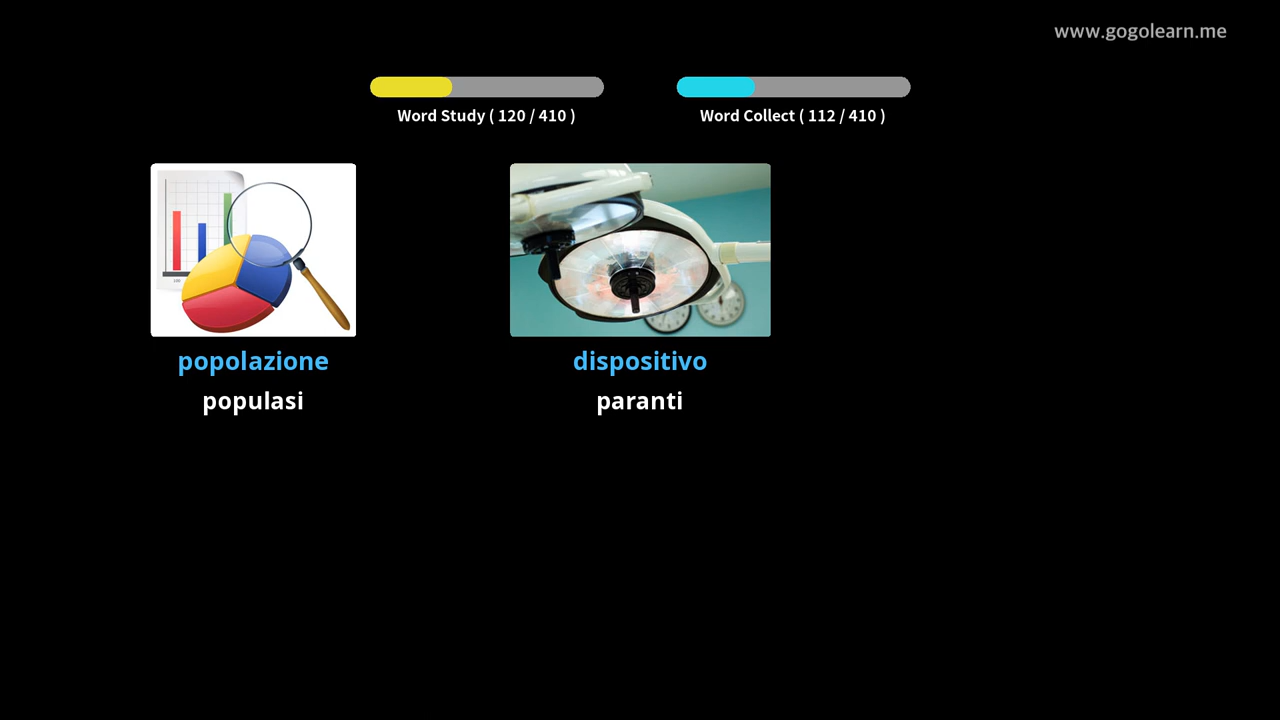 www.gogolearn.me
Word Study ( 120 / 410 )
Word Collect ( 112 / 410 )
popolazione
dispositivo
populasi
paranti